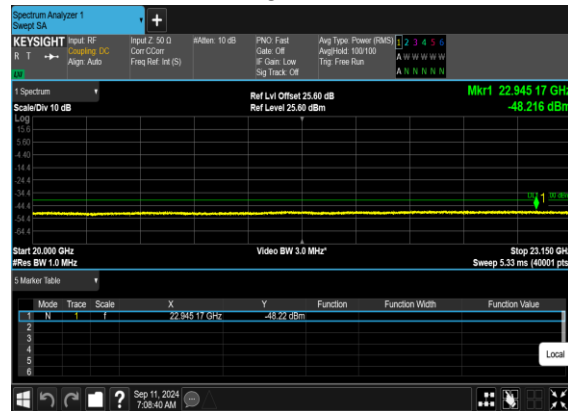 Spectrum Analyzer 1
Swept SA
+
KEYSIGHT
R T
LXI
Input: RF
Coupling: DC
Align: Auto
Input Z: 50 Ω
Corr CCorr
Freq Ref: Int (S)
#Atten: 10 dB
PNO: Fast
Gate: Off
IF Gain: Low
Sig Track: Off
Avg Type: Power (RMS)
Avg|Hold: 100/100
Trig: Free Run
1 2 3 4 5 6
A W W W W W
A N N N N N
1 Spectrum
Scale/Div 10 dB
Ref Lvl Offset 25.60 dB
Ref Level 25.60 dBm
Mkr1 22.945 17 GHz
-48.216 dBm
Log
15.6
5.60
-4.40
-14.4
-24.4
-34.4
-44.4
-54.4
-64.4
1
Start 20.000 GHz
#Res BW 1.0 MHz
Video BW 3.0 MHz*
Stop 23.150 GHz
Sweep 5.33 ms (40001 pts)
5 Marker Table
Mode Trace Scale X Y Function Function Width Function Value
1 N 1 f 22.945 17 GHz -48.22 dBm
2
3
4
5
6
Local
?
Sep 11, 2024
7:08:40 AM